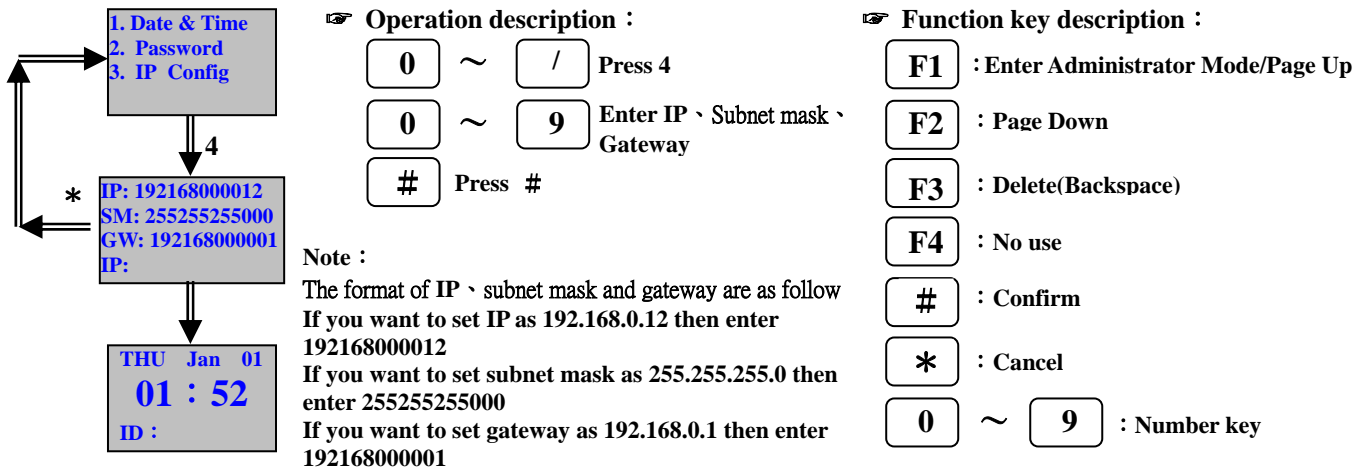 1. Date & Time
2. Password
3. IP Config
4
*
IP: 192168000012
SM: 255255255000
GW: 192168000001
IP:
THU Jan 01
01：52
ID：
☞ Operation description：
0 ～ / Press 4
0 ～ 9 Enter IP、Subnet mask、
Gateway
# Press #
Note：
The format of IP、subnet mask and gateway are as follow
If you want to set IP as 192.168.0.12 then enter
192168000012
If you want to set subnet mask as 255.255.255.0 then
enter 255255255000
If you want to set gateway as 192.168.0.1 then enter
192168000001
☞ Function key description：
F1 ：Enter Administrator Mode/Page Up
F2 ：Page Down
F3 ：Delete(Backspace)
F4 ：No use
# ：Confirm
* ：Cancel
0 ～ 9 ：Number key